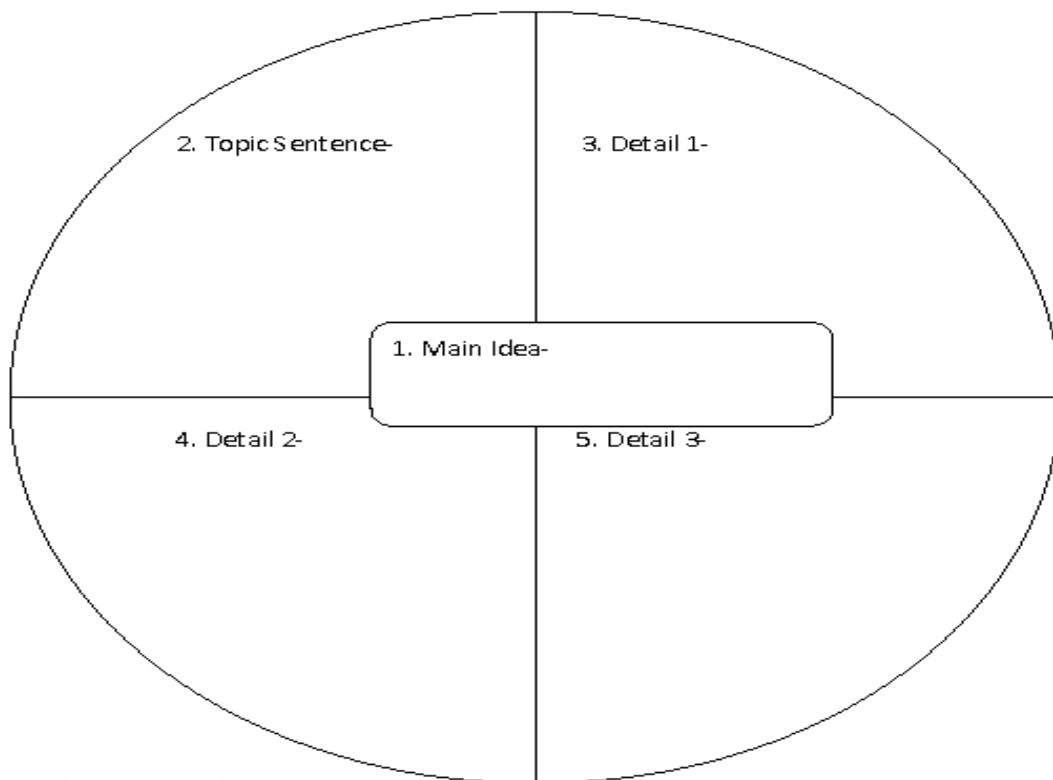 2. Topic Sentence-
3. Detail 1-
1. Main Idea-
4. Detail 2-
5. Detail 3-